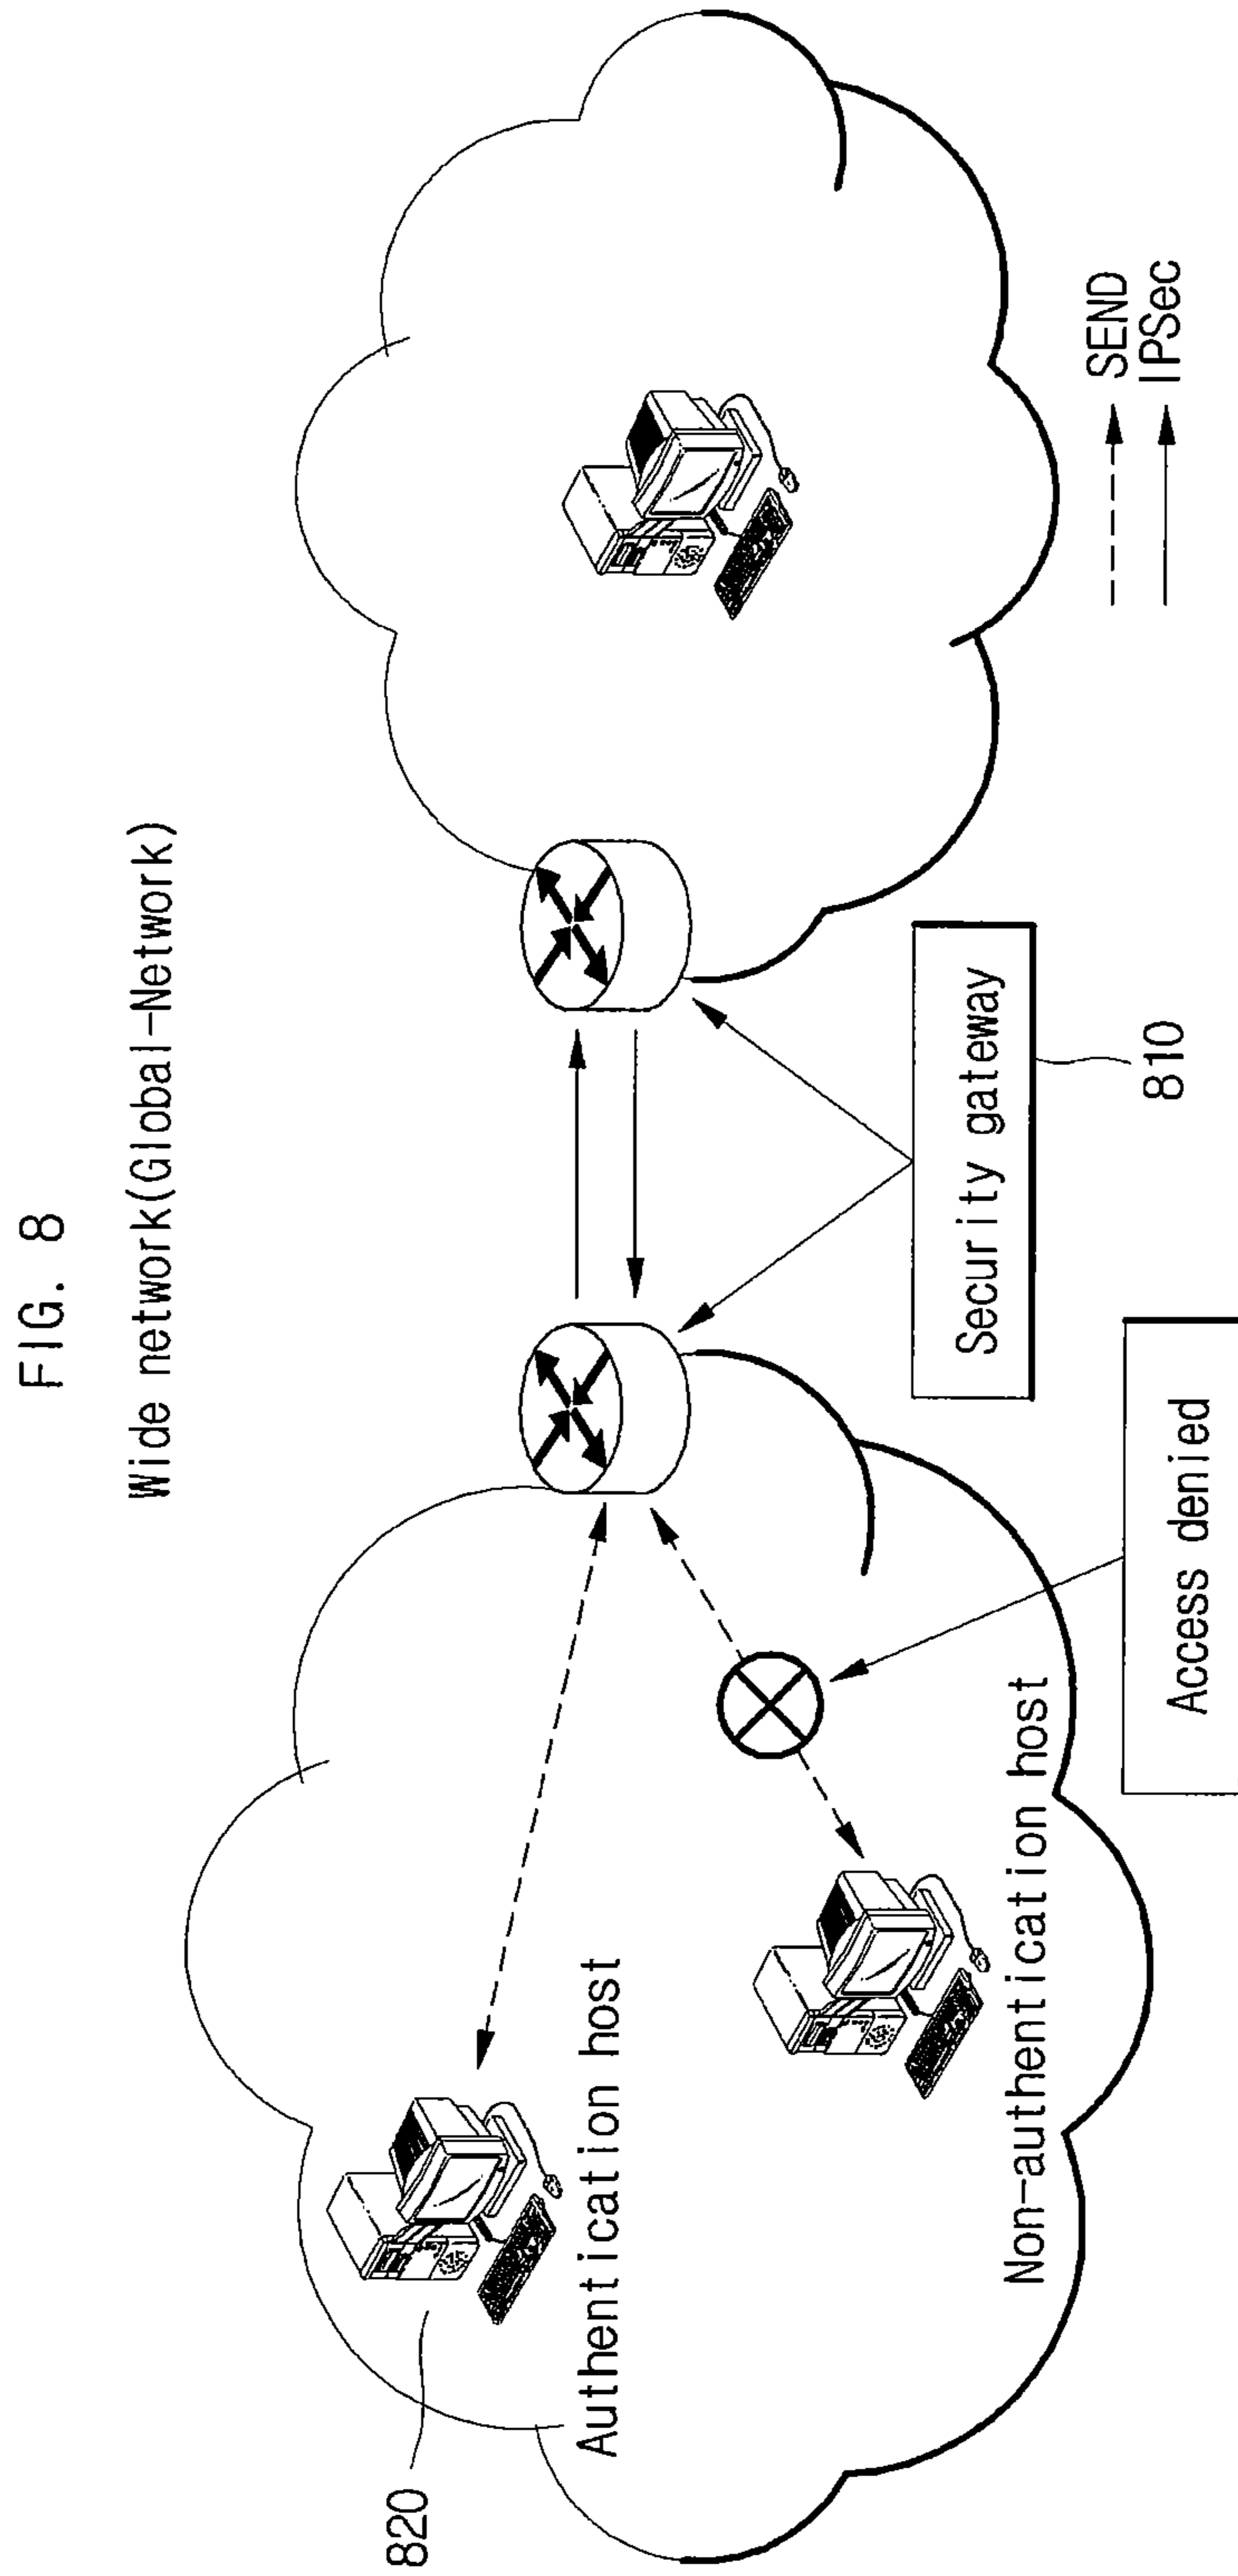 FIG. 8
Wide network(Global-Network)
820
Authentication host
Non-authentication host
Access denied
Security gateway
810
SEND
IPSec